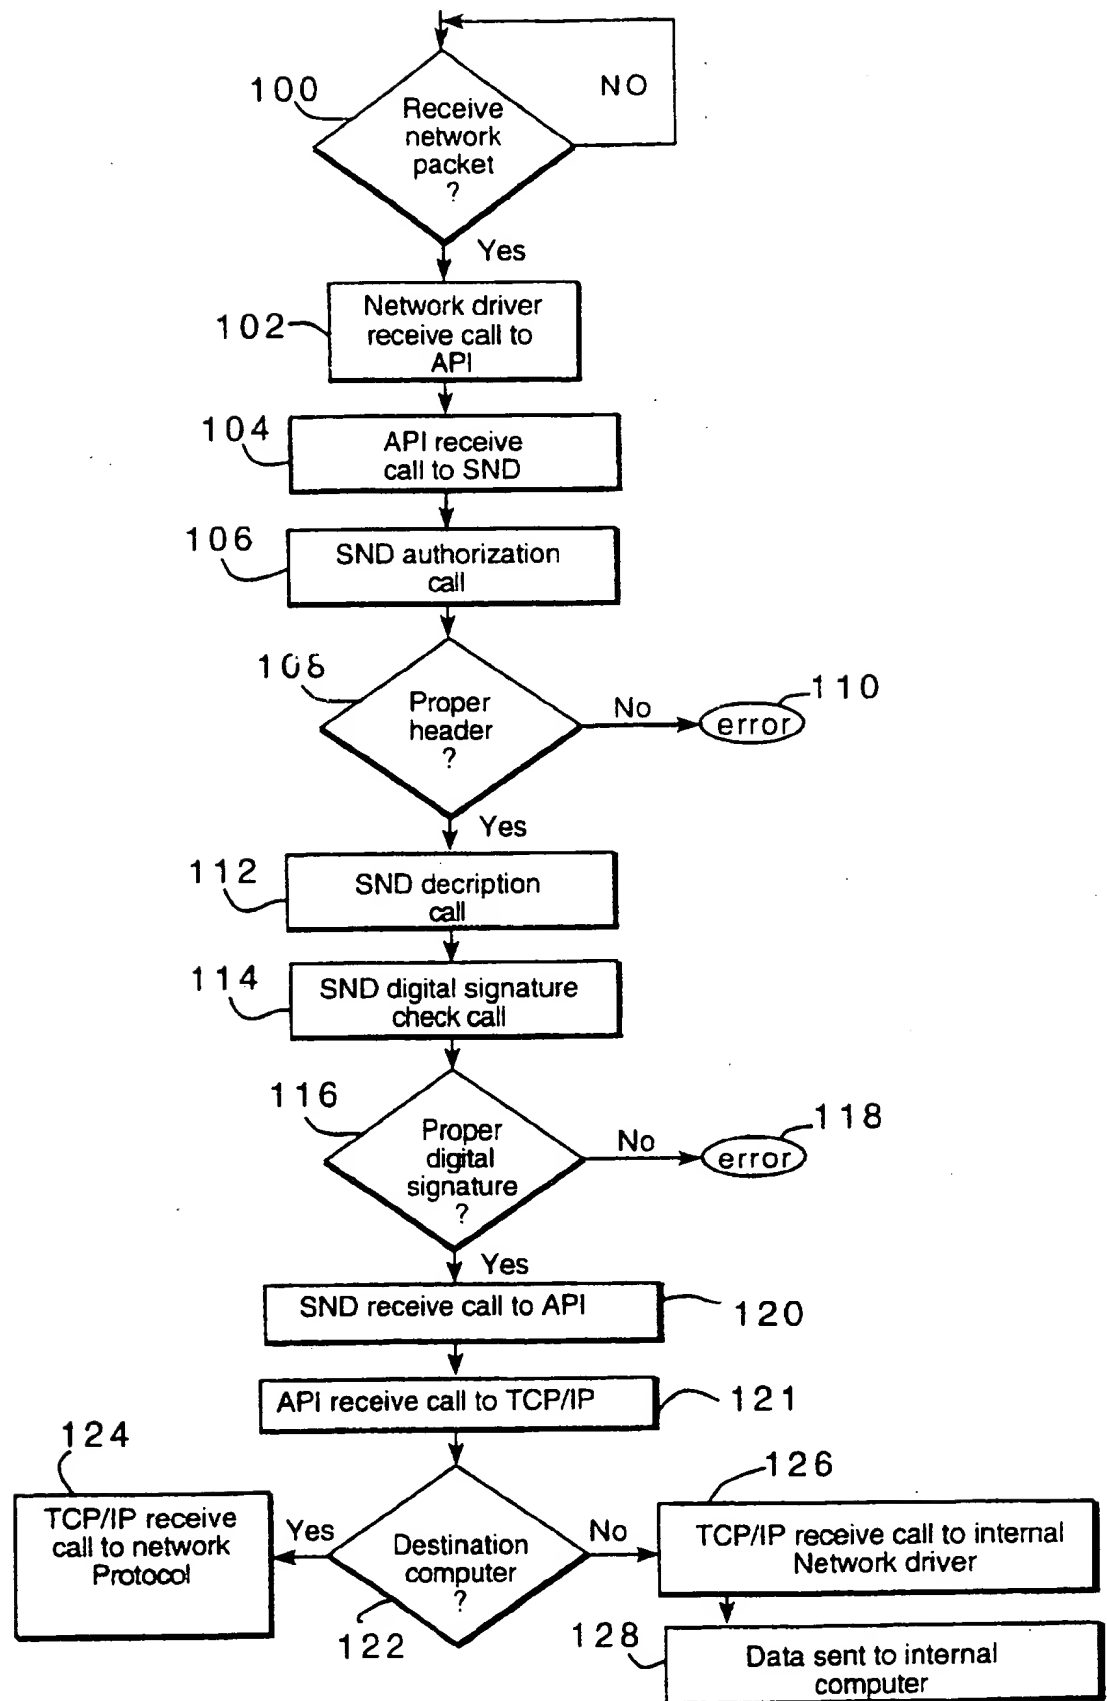 NO
100
Receive
network
packet
?
Yes
102
Network driver
receive call to
API
104
API receive
call to SND
106
SND authorization
call
108
Proper
header
?
No
110
error
Yes
112
SND decription
call
114
SND digital signature
check call
116
Proper
digital
signature
?
No
118
error
Yes
SND receive call to API
120
API receive call to TCP/IP
121
124
TCP/IP receive
call to network
Protocol
Yes
Destination
computer
?
122
No
126
TCP/IP receive call to internal
Network driver
128
Data sent to internal
computer